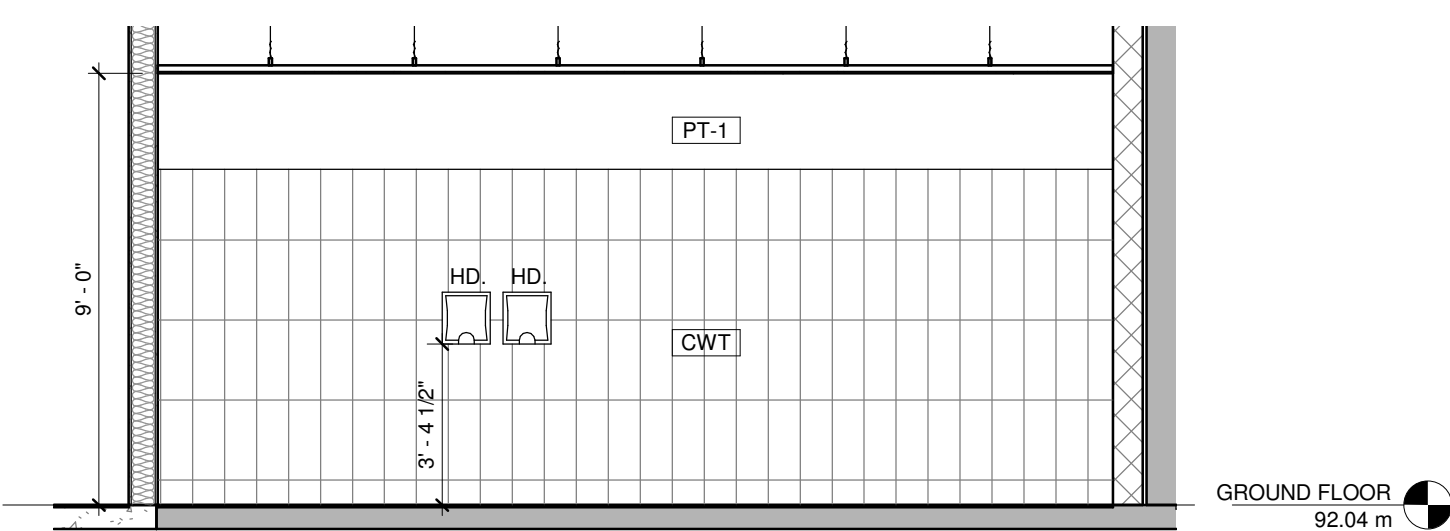 PT-1
9' - 0"
HD. HD.
CWT
3' - 4 1/2"
GROUND FLOOR
92.04 m